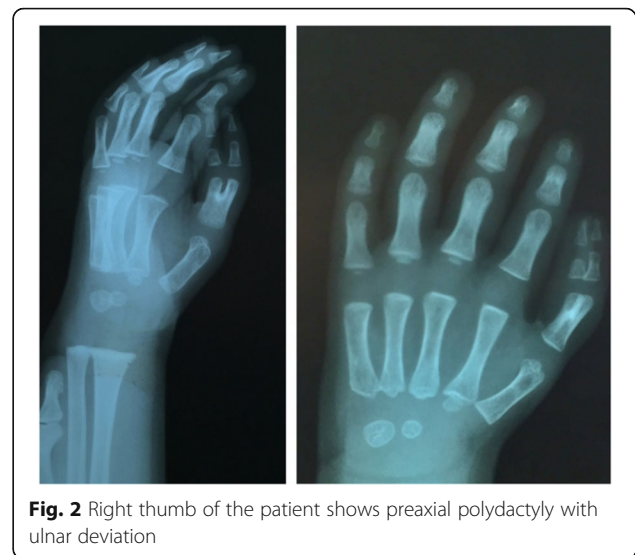 Fig. 2 Right thumb of the patient shows preaxial polydactyly with
ulnar deviation